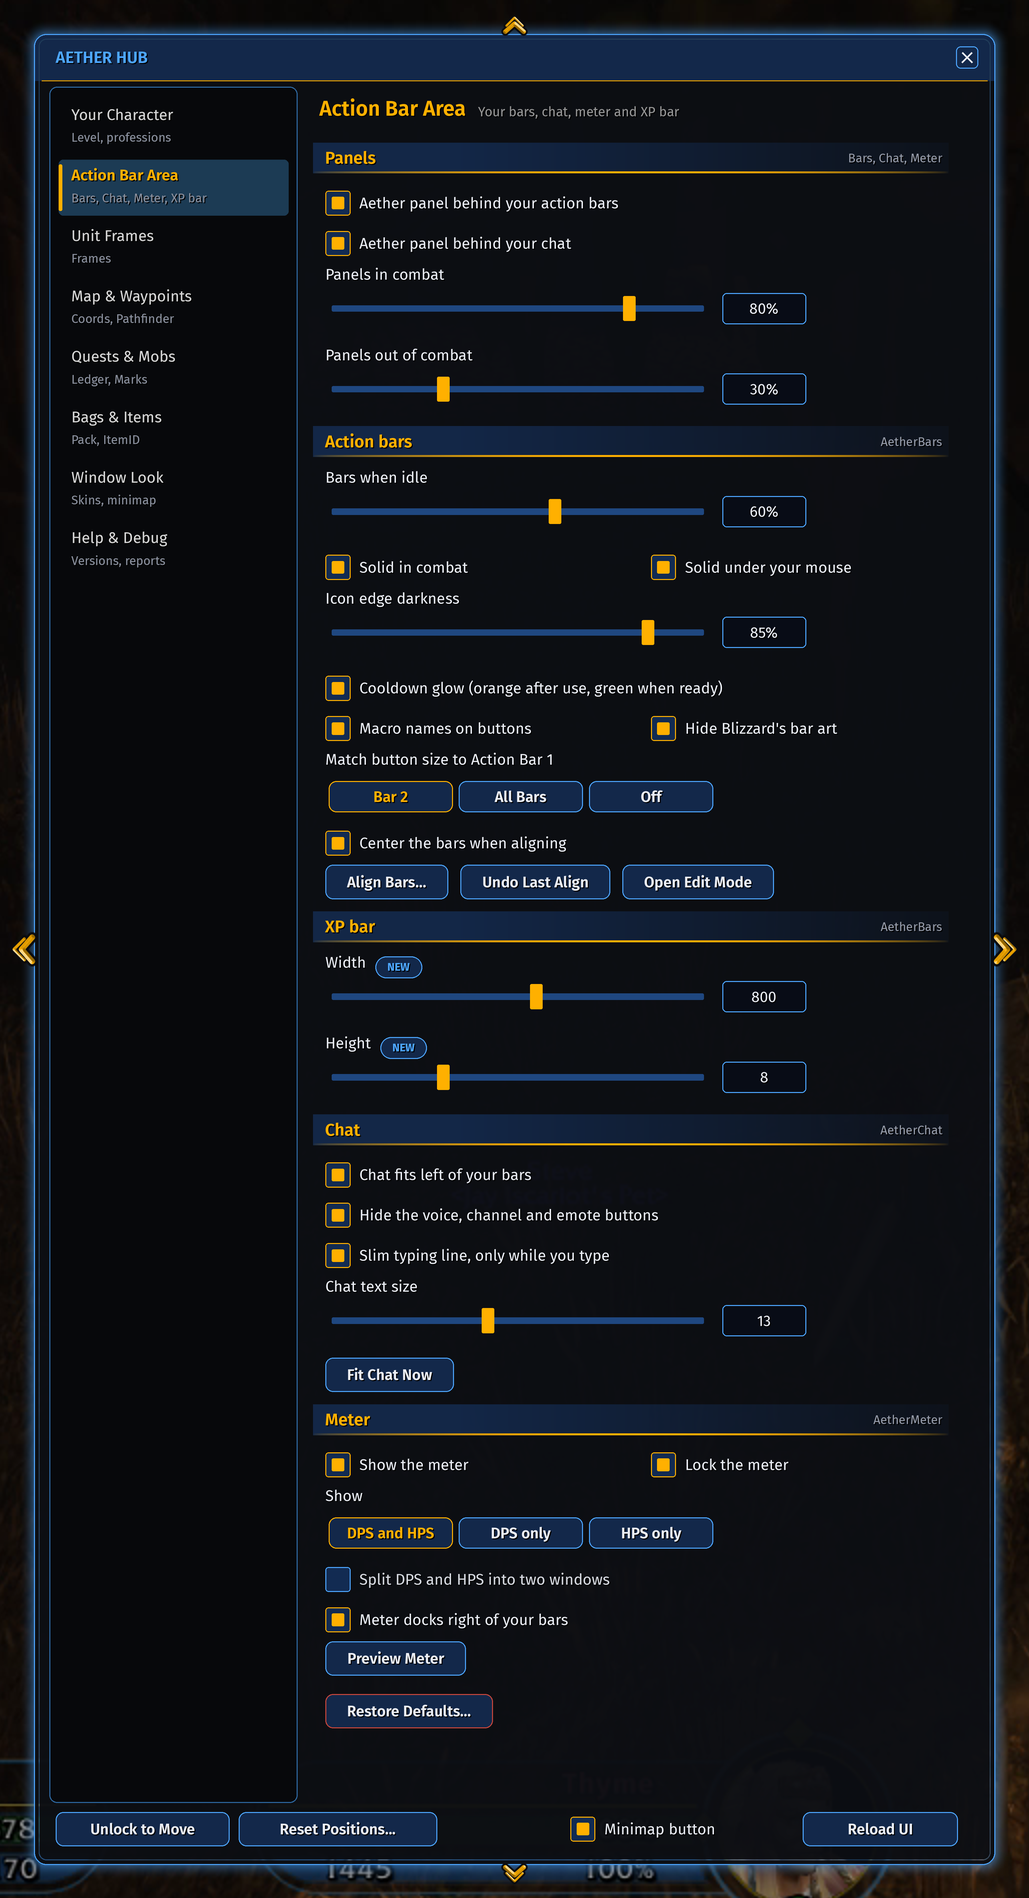 AETHER HUB
Your Character
Level, professions
Action Bar Area
Bars, Chat, Meter, XP bar
Unit Frames
Frames
Map & Waypoints
Coords, Pathfinder
Quests & Mobs
Ledger, Marks
Bags & Items
Pack, ItemID
Window Look
Skins, minimap
Help & Debug
Versions, reports
Action Bar Area Your bars, chat, meter and XP bar
Panels Bars, Chat, Meter
Aether panel behind your action bars
Aether panel behind your chat
Panels in combat
80%
Panels out of combat
30%
Action bars AetherBars
Bars when idle
60%
Solid in combat Solid under your mouse
Icon edge darkness
85%
Cooldown glow (orange after use, green when ready)
Macro names on buttons Hide Blizzard's bar art
Match button size to Action Bar 1
Bar 2 All Bars Off
Center the bars when aligning
Align Bars... Undo Last Align Open Edit Mode
XP bar AetherBars
Width NEW
800
Height NEW
8
Chat AetherChat
Chat fits left of your bars
Hide the voice, channel and emote buttons
Slim typing line, only while you type
Chat text size
13
Fit Chat Now
Meter AetherMeter
Show the meter Lock the meter
Show
DPS and HPS DPS only HPS only
Split DPS and HPS into two windows
Meter docks right of your bars
Preview Meter
Restore Defaults...
Thyme
Unlock to Move Reset Positions... Minimap button Reload UI
78
70 1445 100%